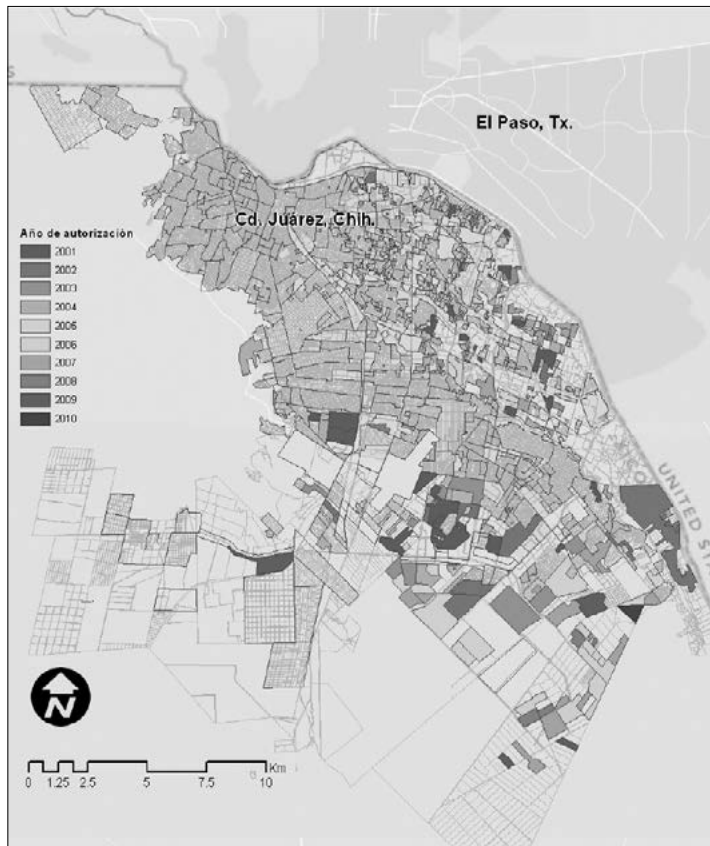 S
El Paso, Tx.
Cd. Juárez, Chih.
Año de autorización
2001
2002
2003
2004
2005
2006
2007
2008
2009
2010
UNITED STA
N
Km
0 1.25 2.5 5 7.5 10